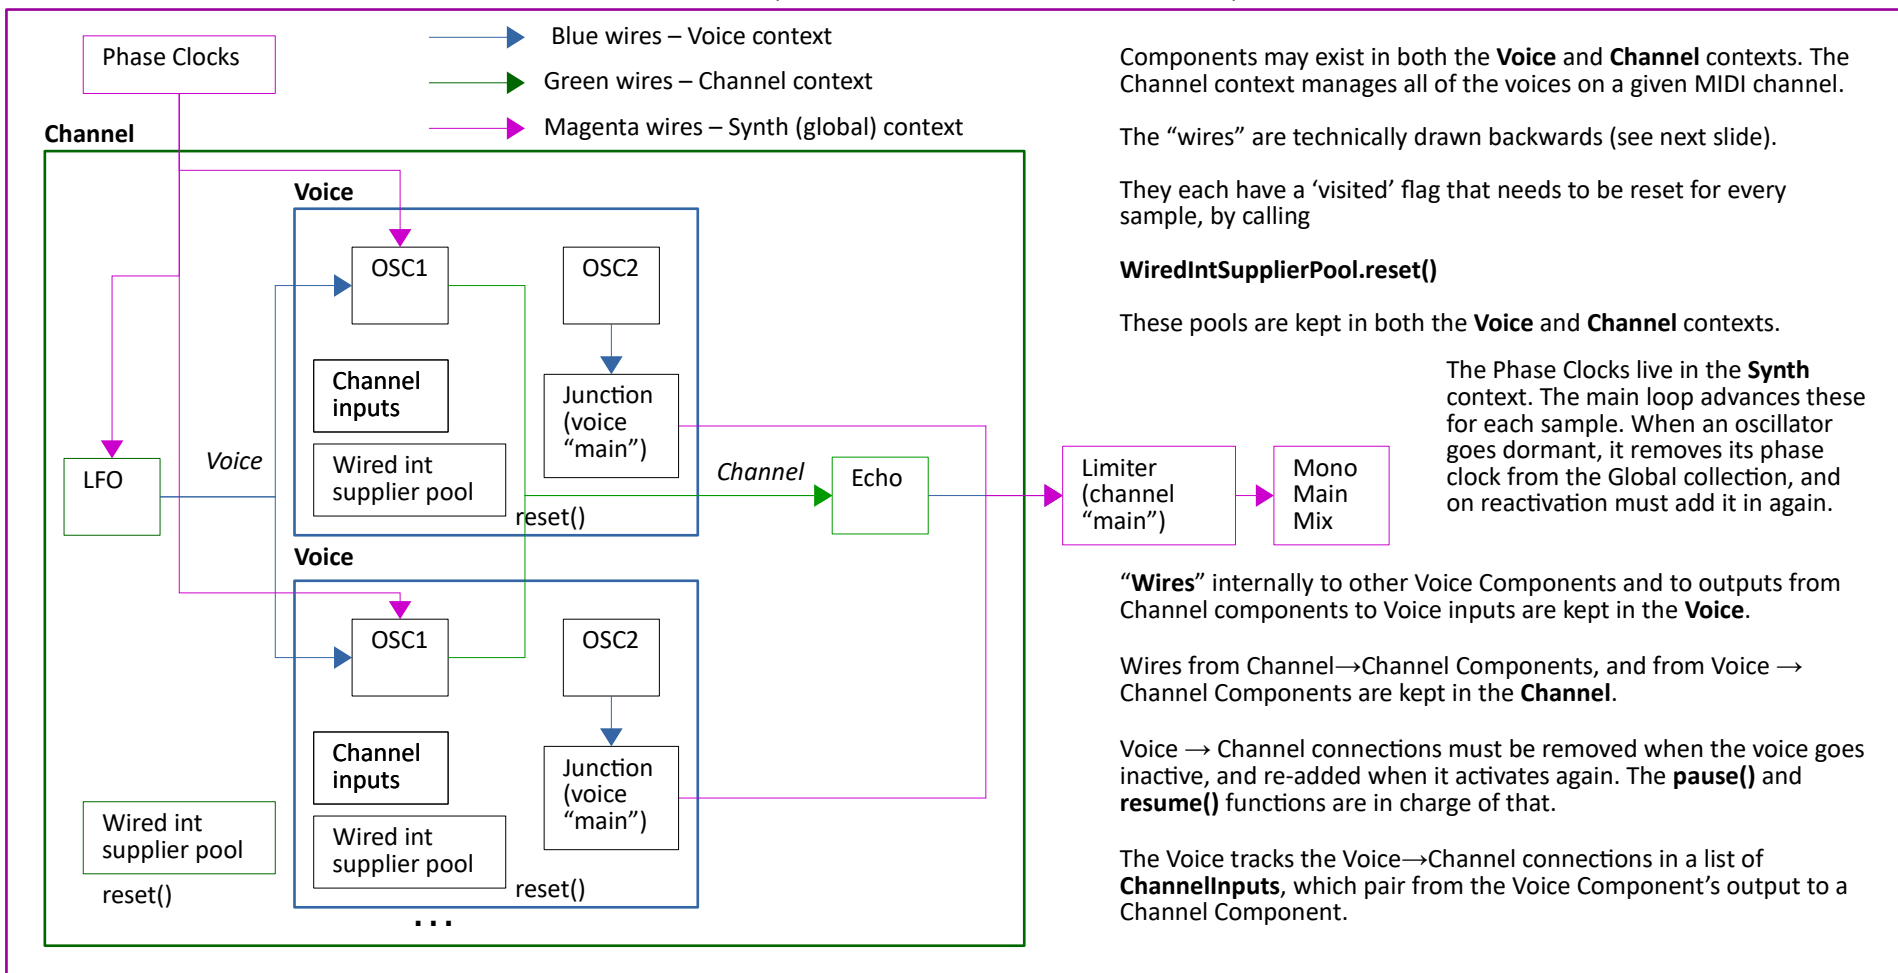 Phase Clocks
Blue wires – Voice context
Green wires – Channel context
Magenta wires – Synth (global) context
Channel
Voice
OSC1
OSC2
Channel
inputs
Junction
(voice
“main”)
Wired int
supplier pool
reset()
LFO
Voice
Channel
Echo
Limiter
(channel
“main”)
Mono
Main
Mix
Voice
OSC1
OSC2
Channel
inputs
Junction
(voice
“main”)
Wired int
supplier pool
reset()
Wired int
supplier pool
reset()
...
Components may exist in both the Voice and Channel contexts. The
Channel context manages all of the voices on a given MIDI channel.
The “wires” are technically drawn backwards (see next slide).
They each have a ‘visited’ flag that needs to be reset for every
sample, by calling
WiredIntSupplierPool.reset()
These pools are kept in both the Voice and Channel contexts.
The Phase Clocks live in the Synth
context. The main loop advances these
for each sample. When an oscillator
goes dormant, it removes its phase
clock from the Global collection, and
on reactivation must add it in again.
“Wires” internally to other Voice Components and to outputs from
Channel components to Voice inputs are kept in the Voice.
Wires from Channel→Channel Components, and from Voice →
Channel Components are kept in the Channel.
Voice → Channel connections must be removed when the voice goes
inactive, and re-added when it activates again. The pause() and
resume() functions are in charge of that.
The Voice tracks the Voice→Channel connections in a list of
ChannelInputs, which pair from the Voice Component’s output to a
Channel Component.